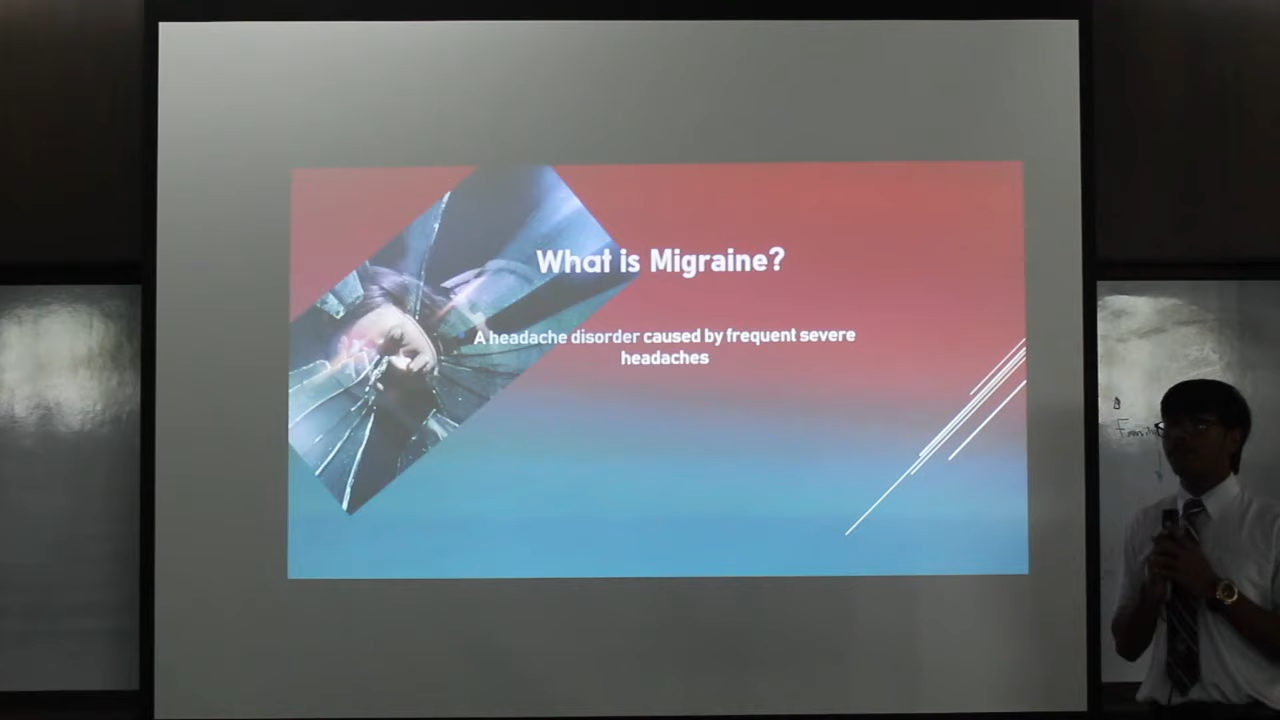 What is Migraine?
A headache disorder caused by frequent severe
headaches